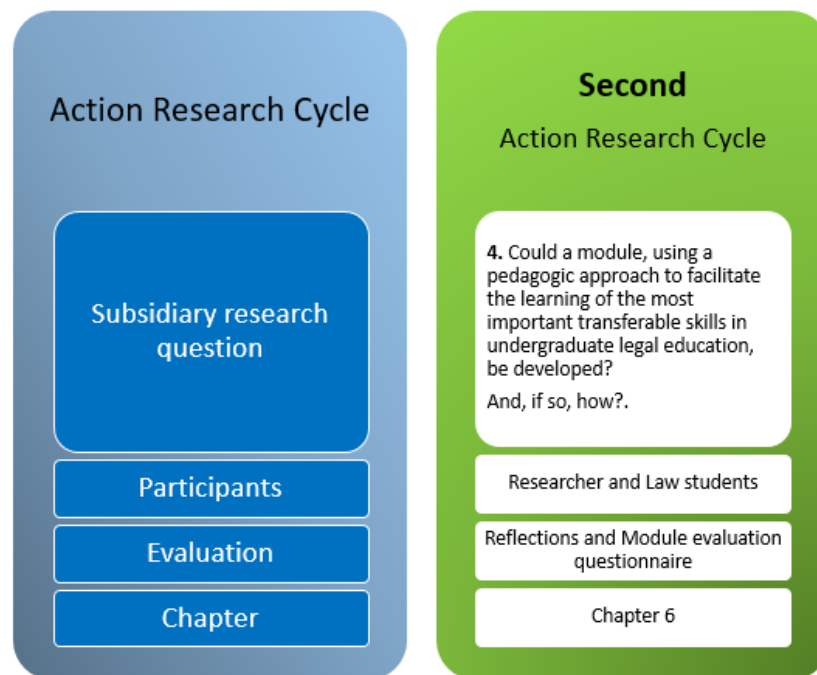 Action Research Cycle
Subsidiary research
question
Participants
Evaluation
Chapter
Second
Action Research Cycle
4. Could a module, using a
pedagogic approach to facilitate
the learning of the most
important transferable skills in
undergraduate legal education,
be developed?
And, if so, how?.
Researcher and Law students
Reflections and Module evaluation
questionnaire
Chapter 6